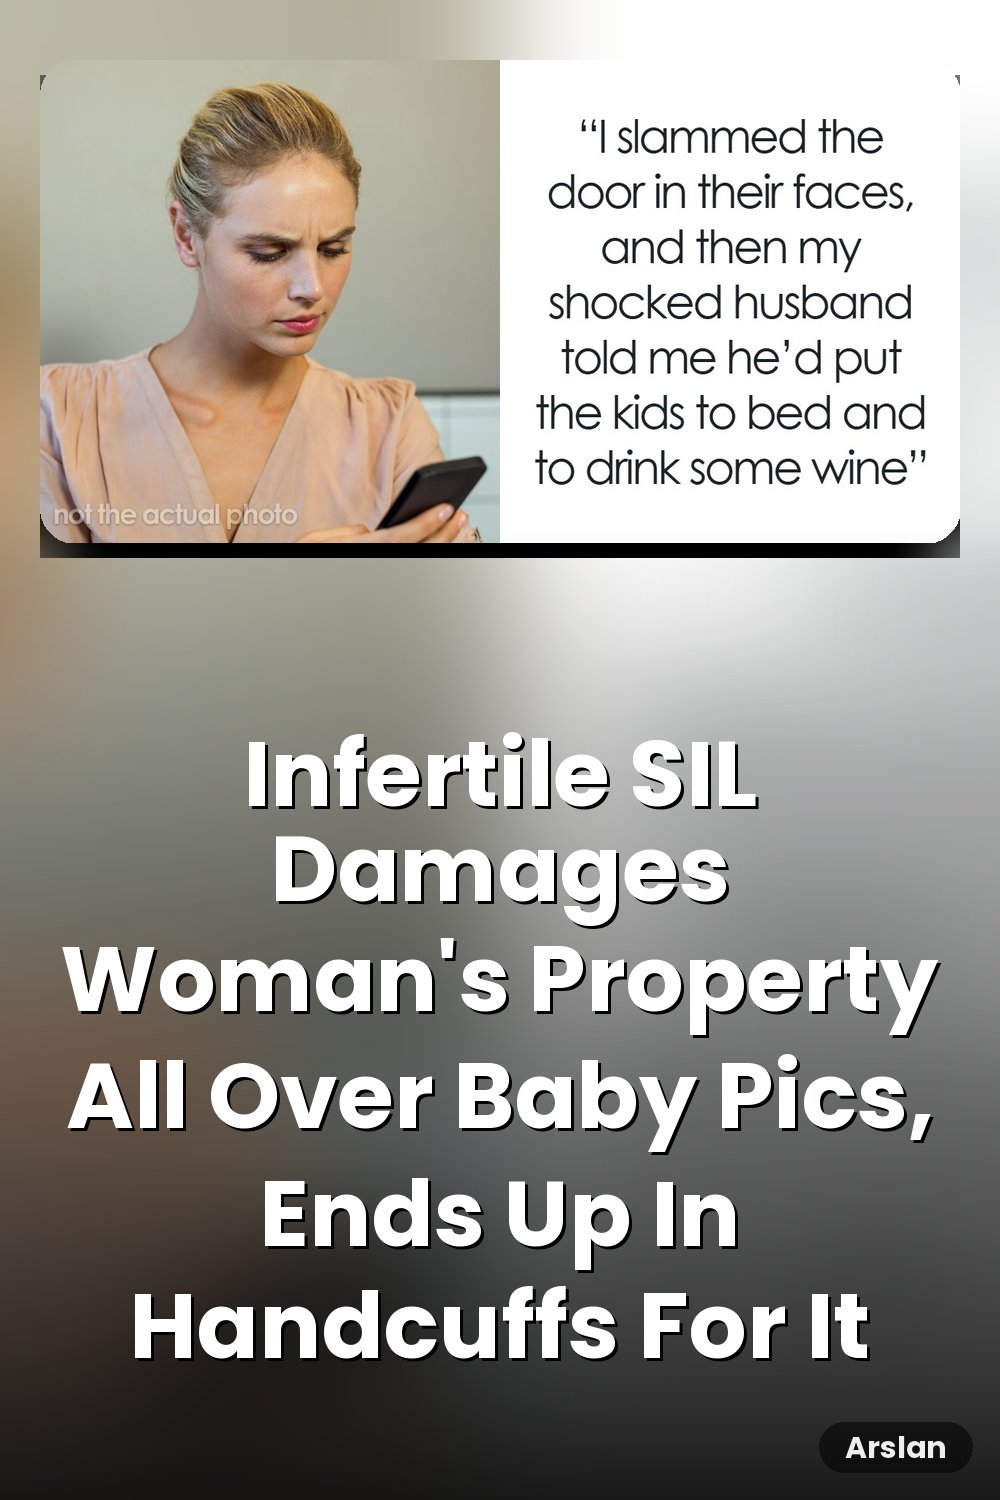 “I slammed the
door in their faces,
and then my
shocked husband
told me he’d put
the kids to bed and
to drink some wine”
not the actual photo
Infertile SIL
Damages
Woman's Property
All Over Baby Pics,
Ends Up In
Handcuffs For It
Arslan